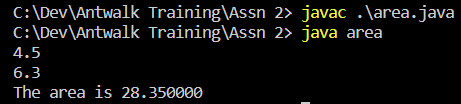 C:\Dev\Antwalk Training\Assn 2> javac .\area.java
C:\Dev\Antwalk Training\Assn 2> java area
4.5
6.3
The area is 28.350000